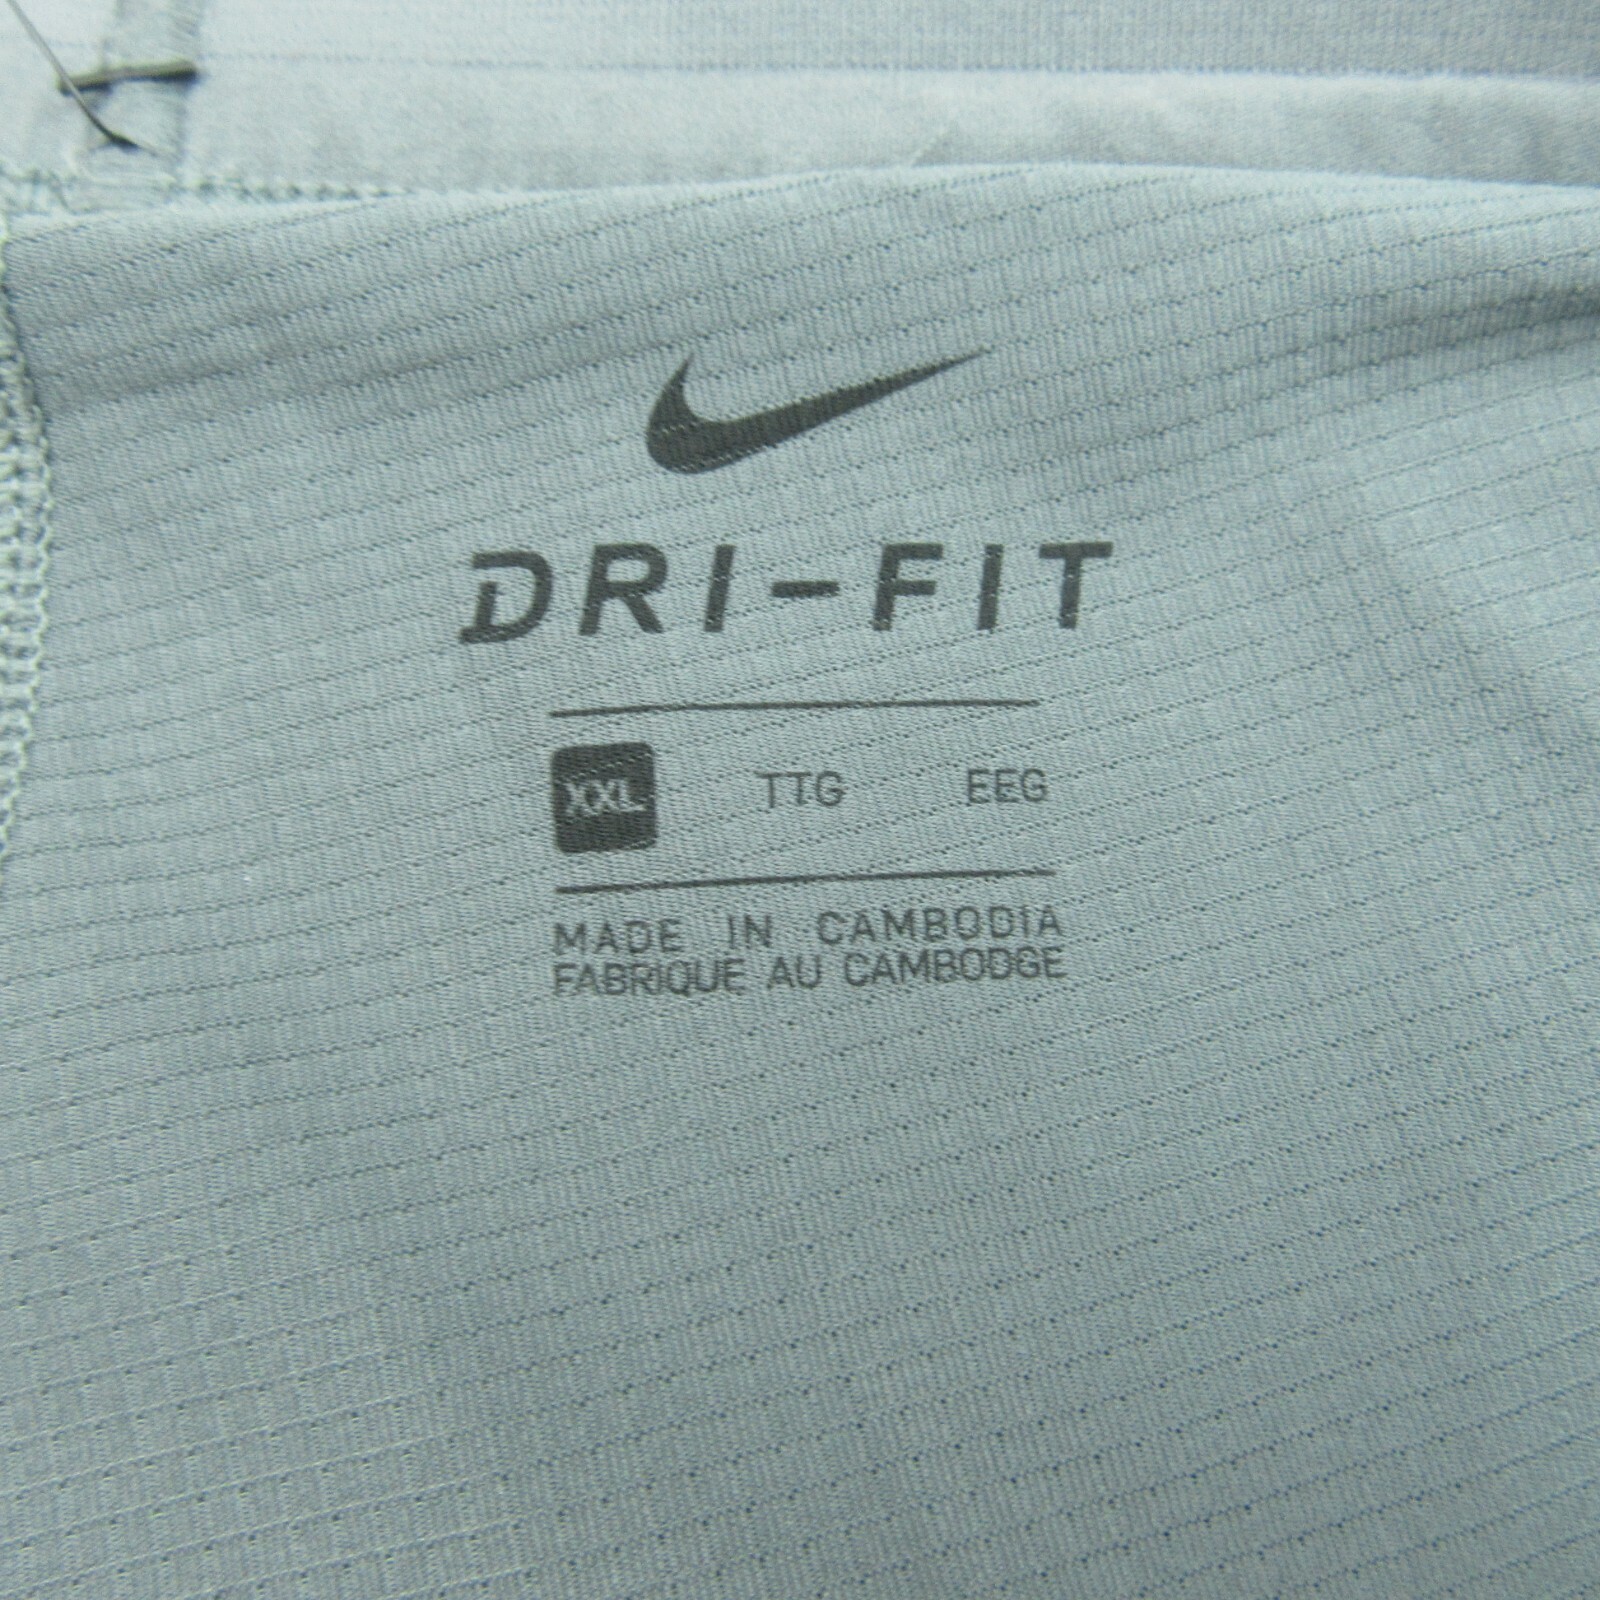 DRI-FIT
XXL TTG EEG
MADE IN CAMBODIA
FABRIQUE AU CAMBODGE